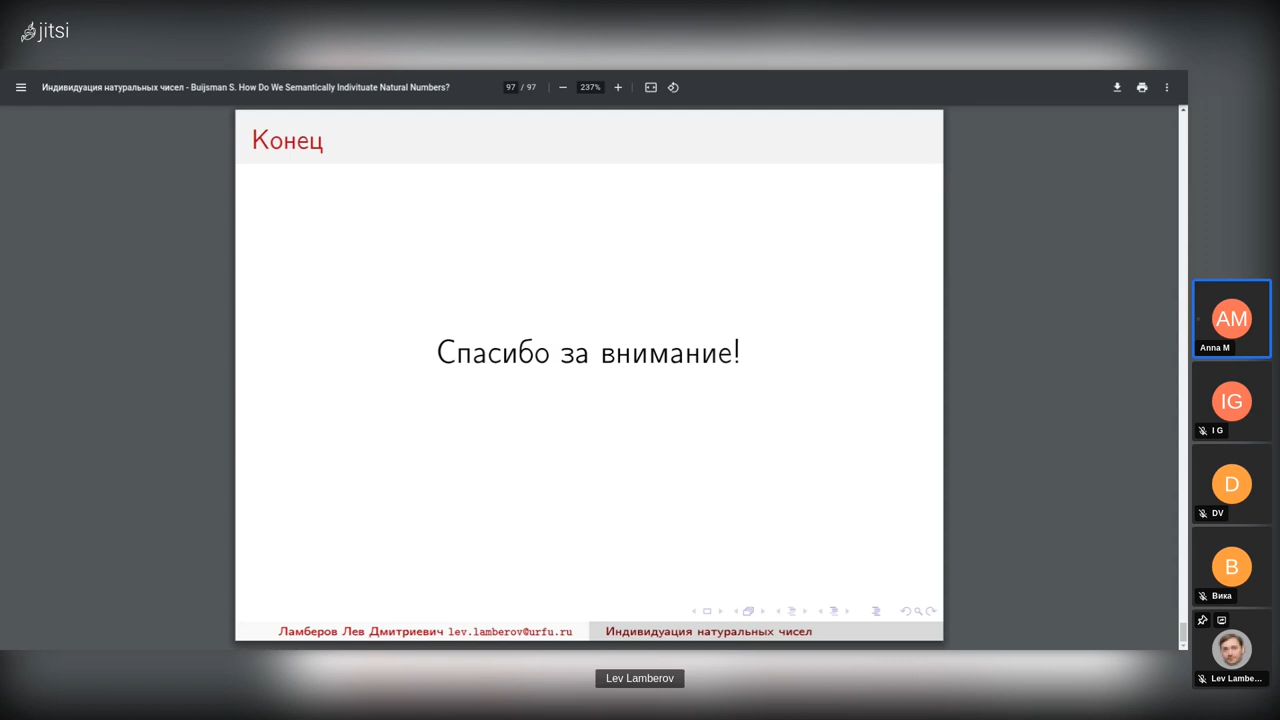 jitsi
Индивидуация натуральных чисел - Buijsman S. How Do We Semantically Indivituate Natural Numbers?
97 / 97
237%
Конец
Спасибо за внимание!
Ламберов Лев Дмитриевич lev.lamberov@urfu.ru
Индивидуация натуральных чисел
AM
Anna M
IG
I G
D
DV
В
Вика
Lev Lambe...
Lev Lamberov